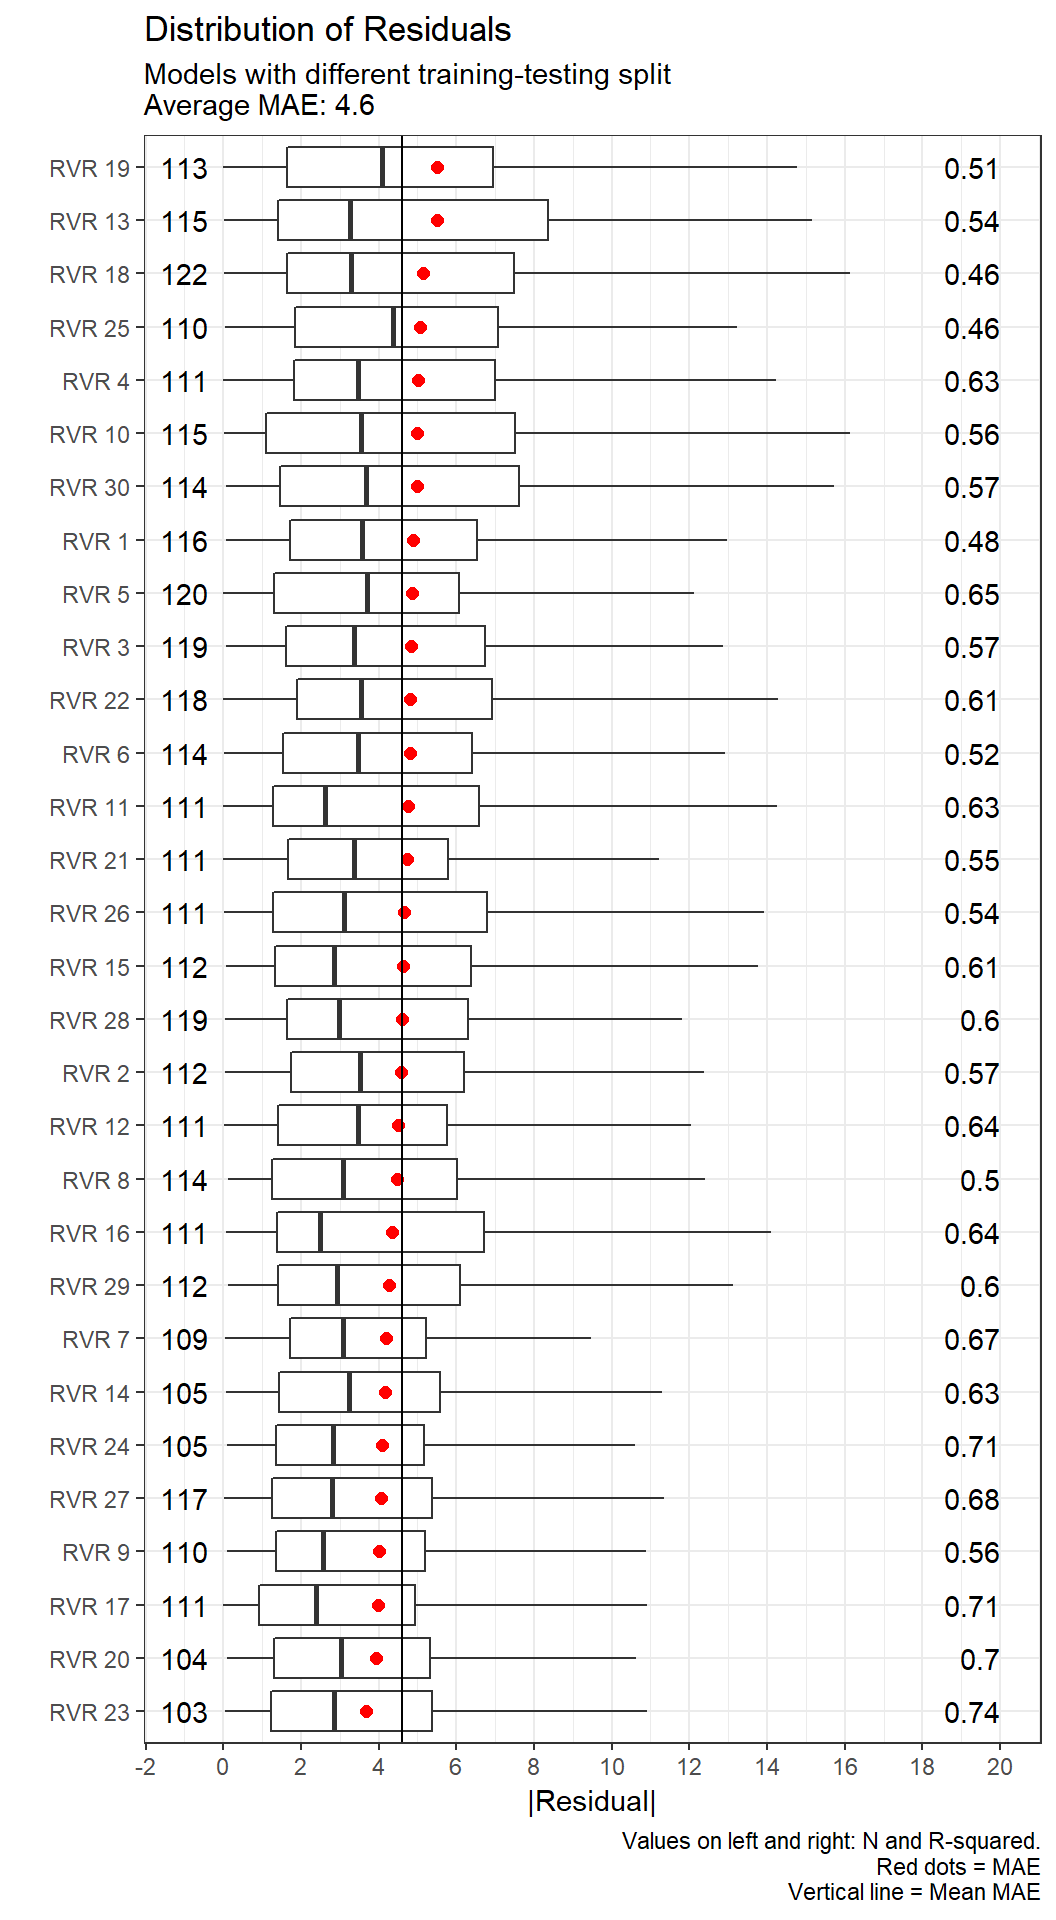 Distribution of Residuals
Models with different training-testing split
Average MAE: 4.6
RVR 19 113 0.51
RVR 13 115 0.54
RVR 18 122 0.46
RVR 25 110 0.46
RVR 4 111 0.63
RVR 10 115 0.56
RVR 30 114 0.57
RVR 1 116 0.48
RVR 5 120 0.65
RVR 3 119 0.57
RVR 22 118 0.61
RVR 6 114 0.52
RVR 11 111 0.63
RVR 21 111 0.55
RVR 26 111 0.54
RVR 15 112 0.61
RVR 28 119 0.6
RVR 2 112 0.57
RVR 12 111 0.64
RVR 8 114 0.5
RVR 16 111 0.64
RVR 29 112 0.6
RVR 7 109 0.67
RVR 14 105 0.63
RVR 24 105 0.71
RVR 27 117 0.68
RVR 9 110 0.56
RVR 17 111 0.71
RVR 20 104 0.7
RVR 23 103 0.74
-2 0 2 4 6 8 10 12 14 16 18 20
|Residual|
Values on left and right: N and R-squared.
Red dots = MAE
Vertical line = Mean MAE